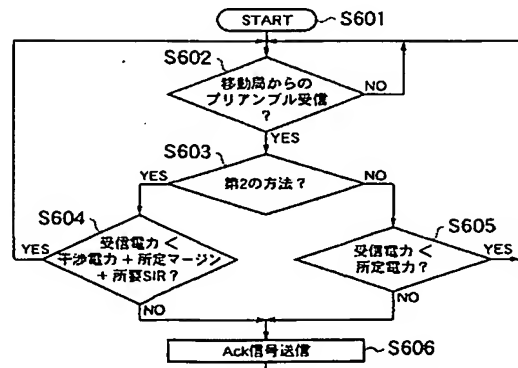 START
S601
S602
移動局からの
プリアンブル受信
?
NO
YES
S603
第2の方法?
YES
NO
S604
受信電力 <
干渉電力 + 所定マージン
+ 所要SIR?
YES
NO
S605
受信電力 <
所定電力?
YES
NO
Ack信号送信
S606